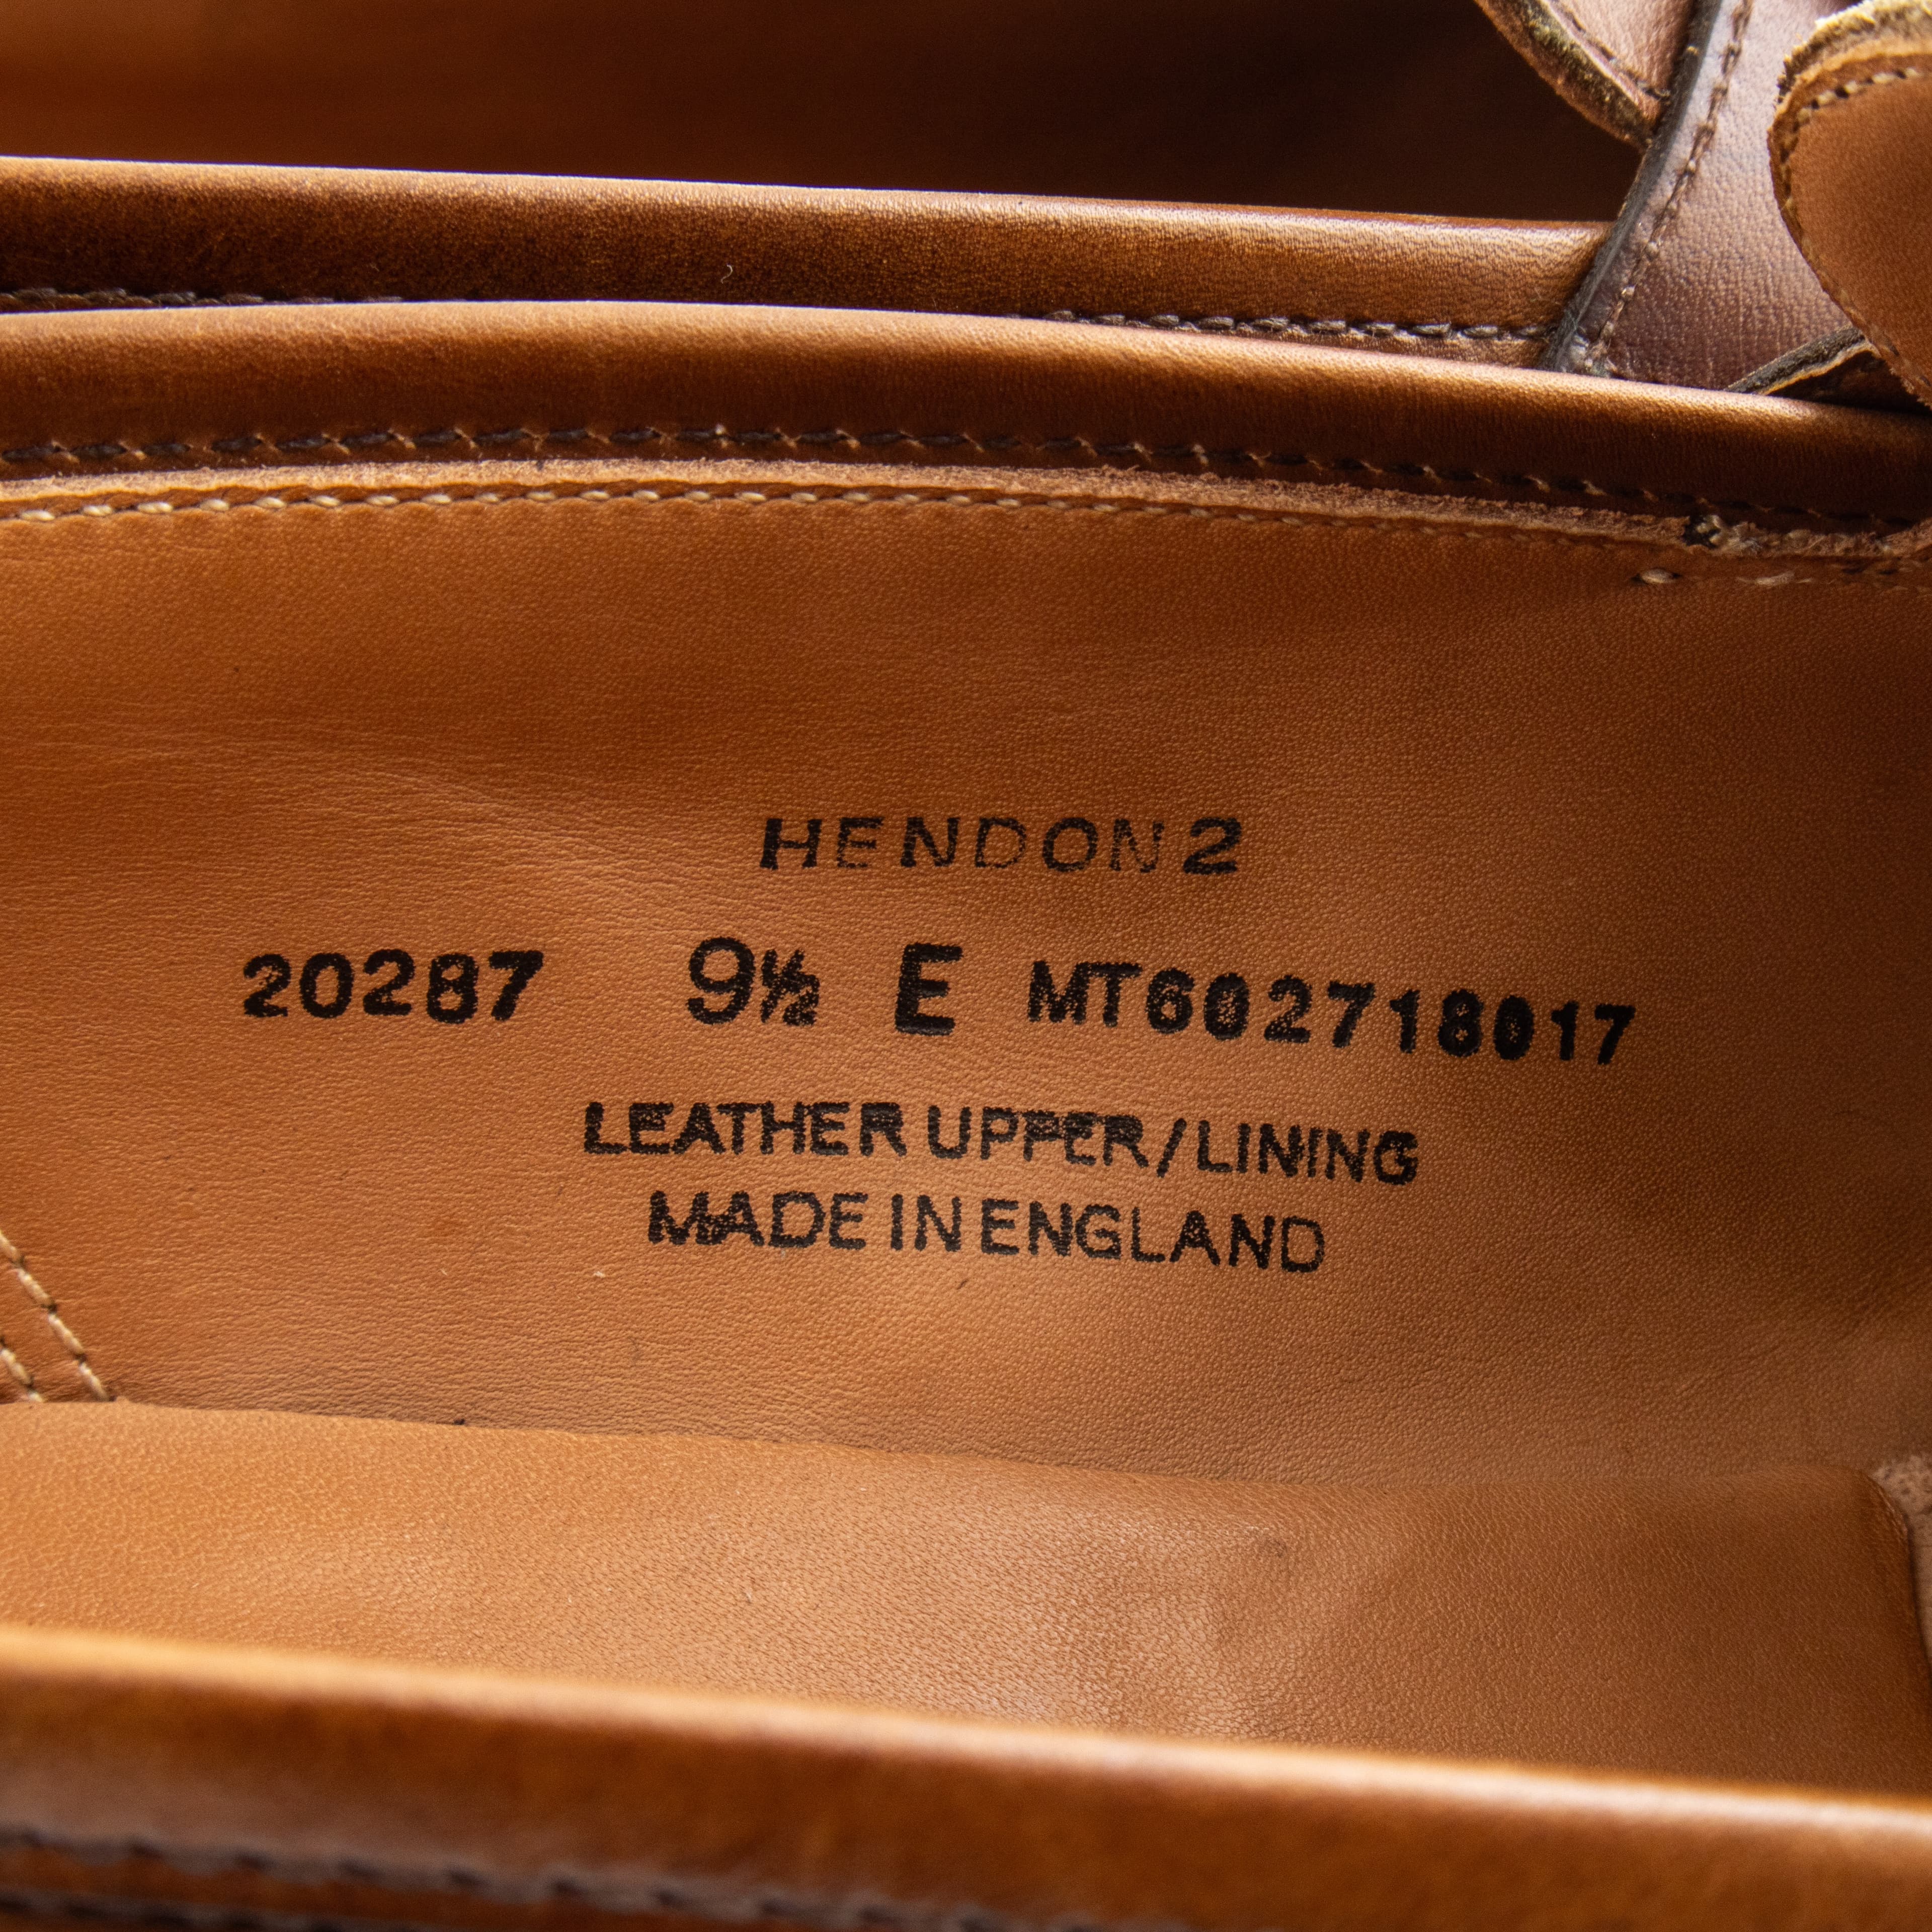 HENDON 2
20287 9½ E MT602718017
LEATHER UPPER/LINING
MADE IN ENGLAND